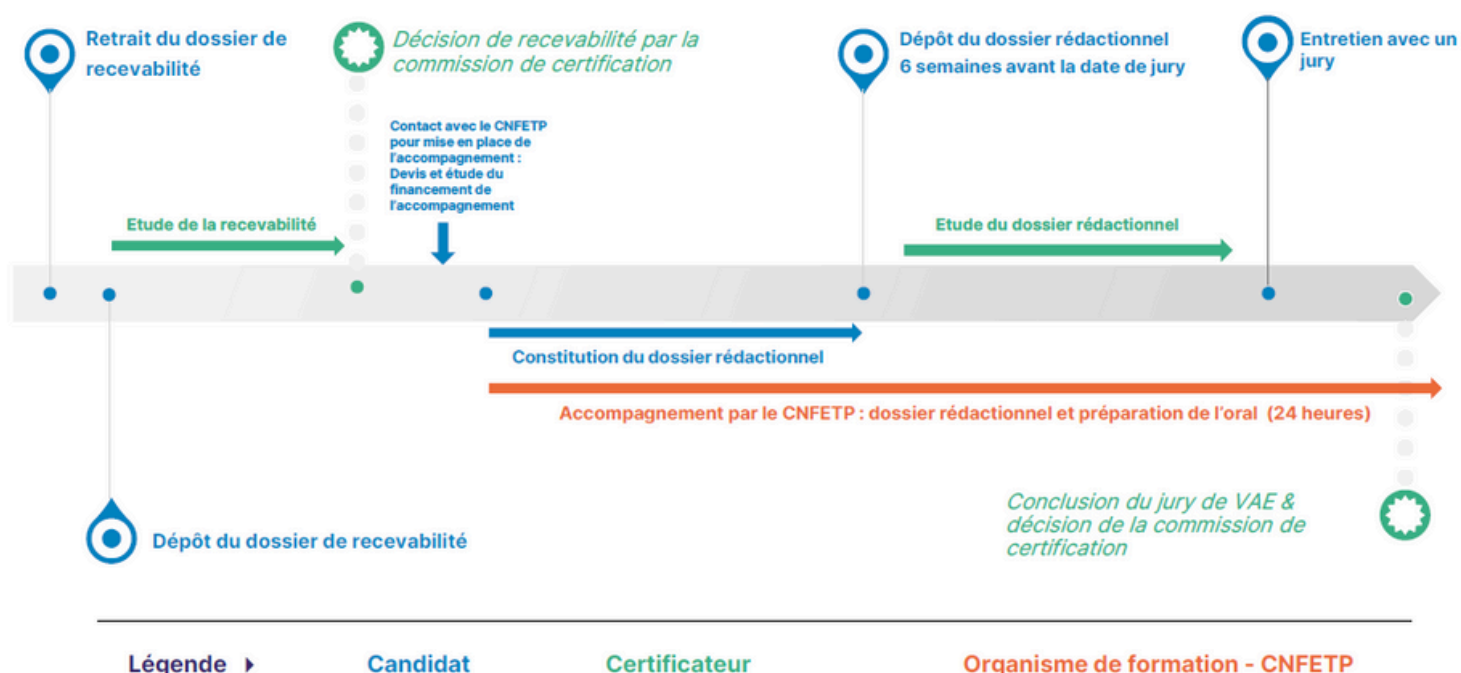 Retrait du dossier de
recevabilité
Décision de recevabilité par la
commission de certification
Dépôt du dossier rédactionnel
6 semaines avant la date de jury
Entretien avec un
jury
Contact avec le CNFETP
pour mise en place de
l'accompagnement :
Devis et étude du
financement de
l'accompagnement
Etude de la recevabilité
Etude du dossier rédactionnel
Constitution du dossier rédactionnel
Accompagnement par le CNFETP : dossier rédactionnel et préparation de l'oral (24 heures)
Conclusion du jury de VAE &
décision de la commission de
certification
Dépôt du dossier de recevabilité
Légende
Candidat
Certificateur
Organisme de formation - CNFETP